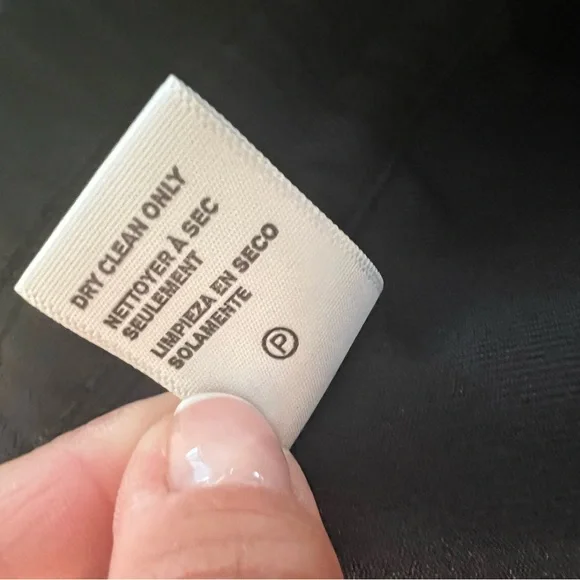 DRY CLEAN ONLY
NETTOYER À SEC
SEULEMENT
LIMPIEZA EN SECO
SOLAMENTE
P